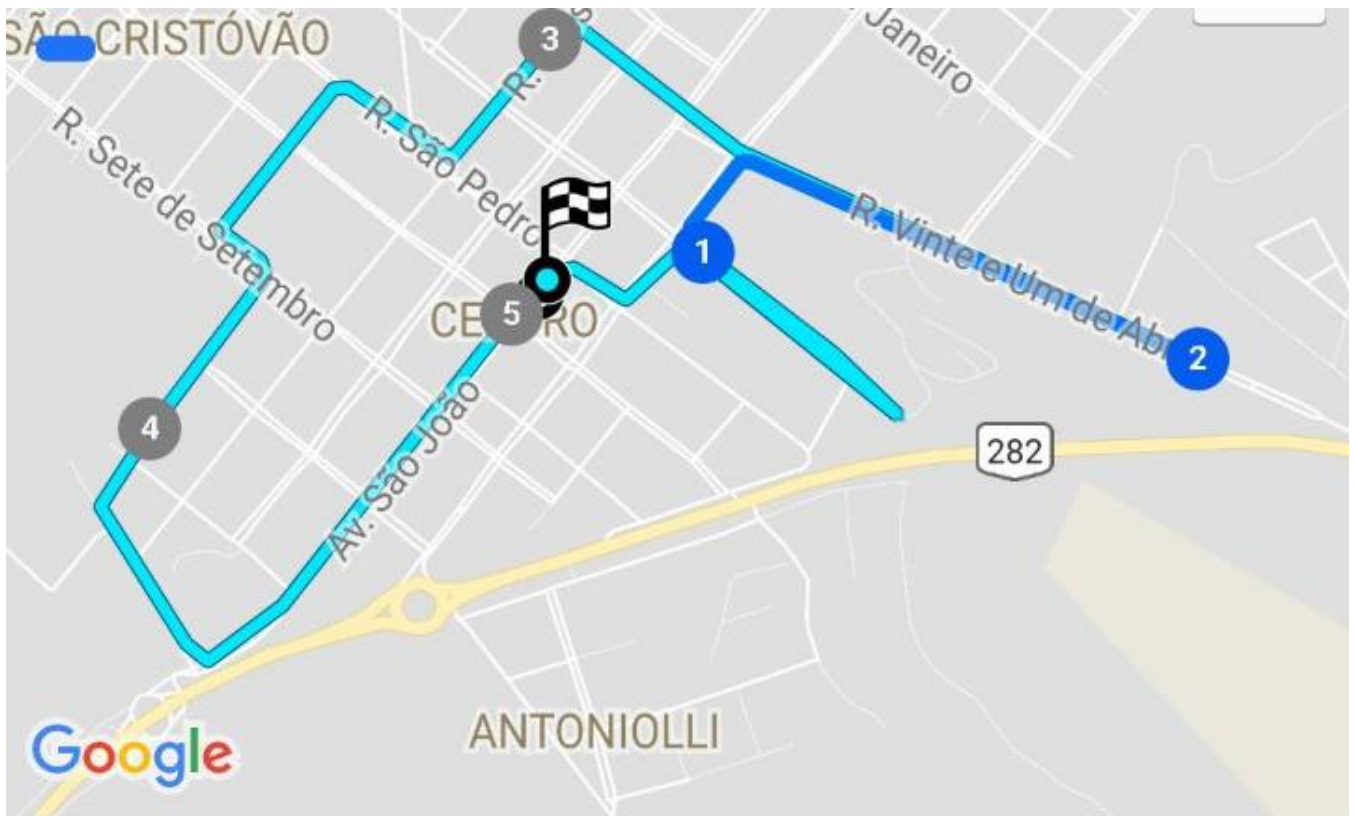 SÃO CRISTÓVÃO
3
R. S
Janeiro
R. São Pedro
R. Sete de Setembro
1
R. Vinte e Um de Ab
2
5
CE RO
4
Av. São João
282
ANTONIOLLI
Google